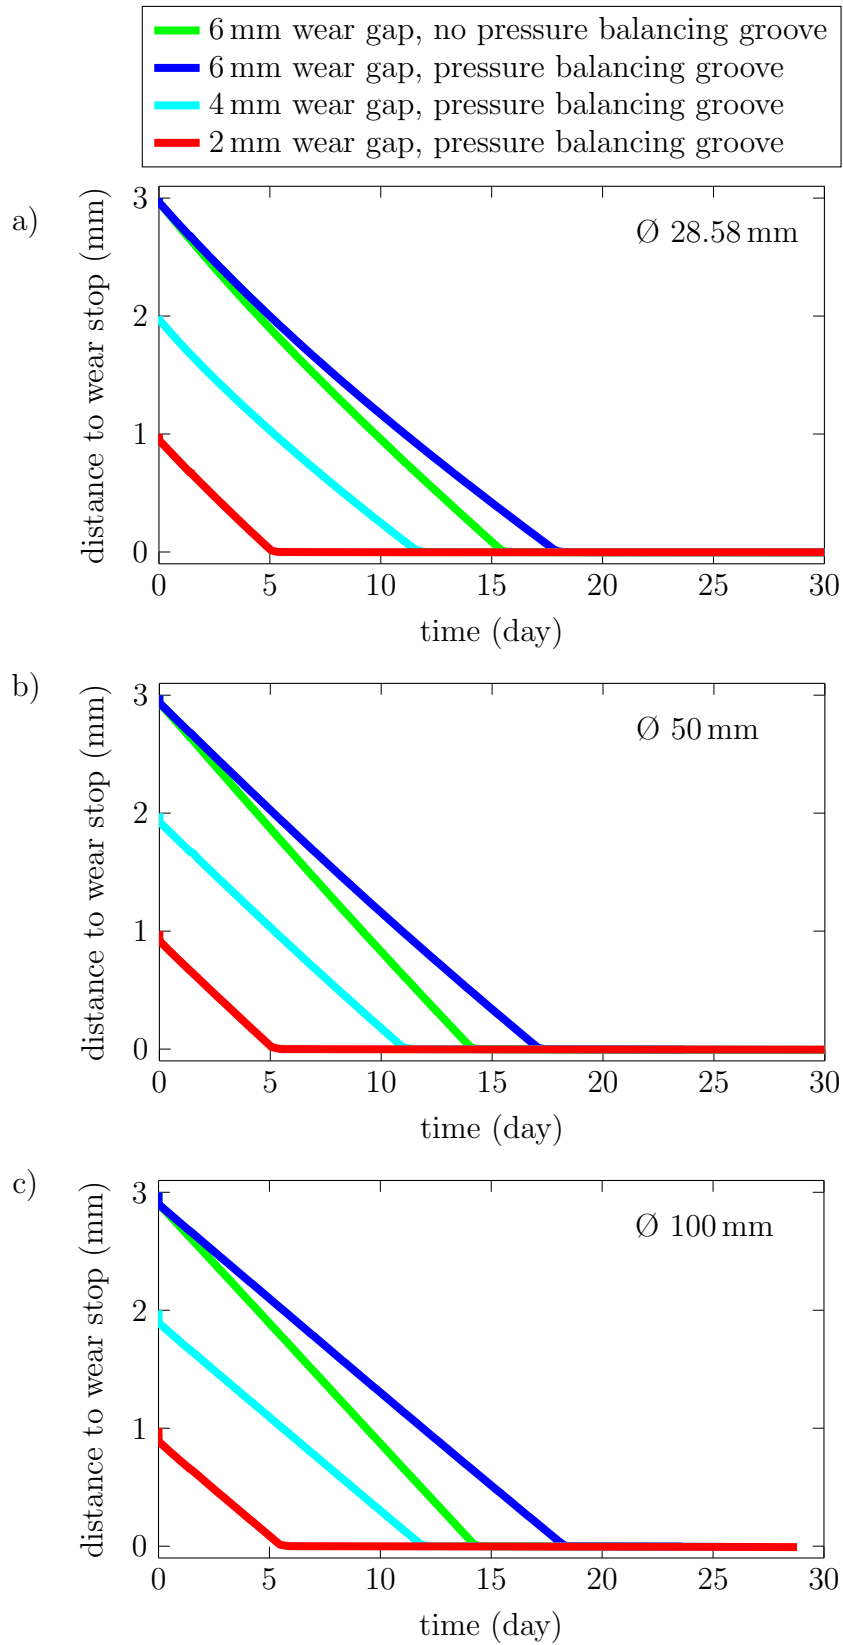 6 mm wear gap, no pressure balancing groove
6 mm wear gap, pressure balancing groove
4 mm wear gap, pressure balancing groove
2 mm wear gap, pressure balancing groove
a)
distance to wear stop (mm)
3
2
1
0
Ø 28.58 mm
0 5 10 15 20 25 30
time (day)
b)
distance to wear stop (mm)
3
2
1
0
Ø 50 mm
0 5 10 15 20 25 30
time (day)
c)
distance to wear stop (mm)
3
2
1
0
Ø 100 mm
0 5 10 15 20 25 30
time (day)